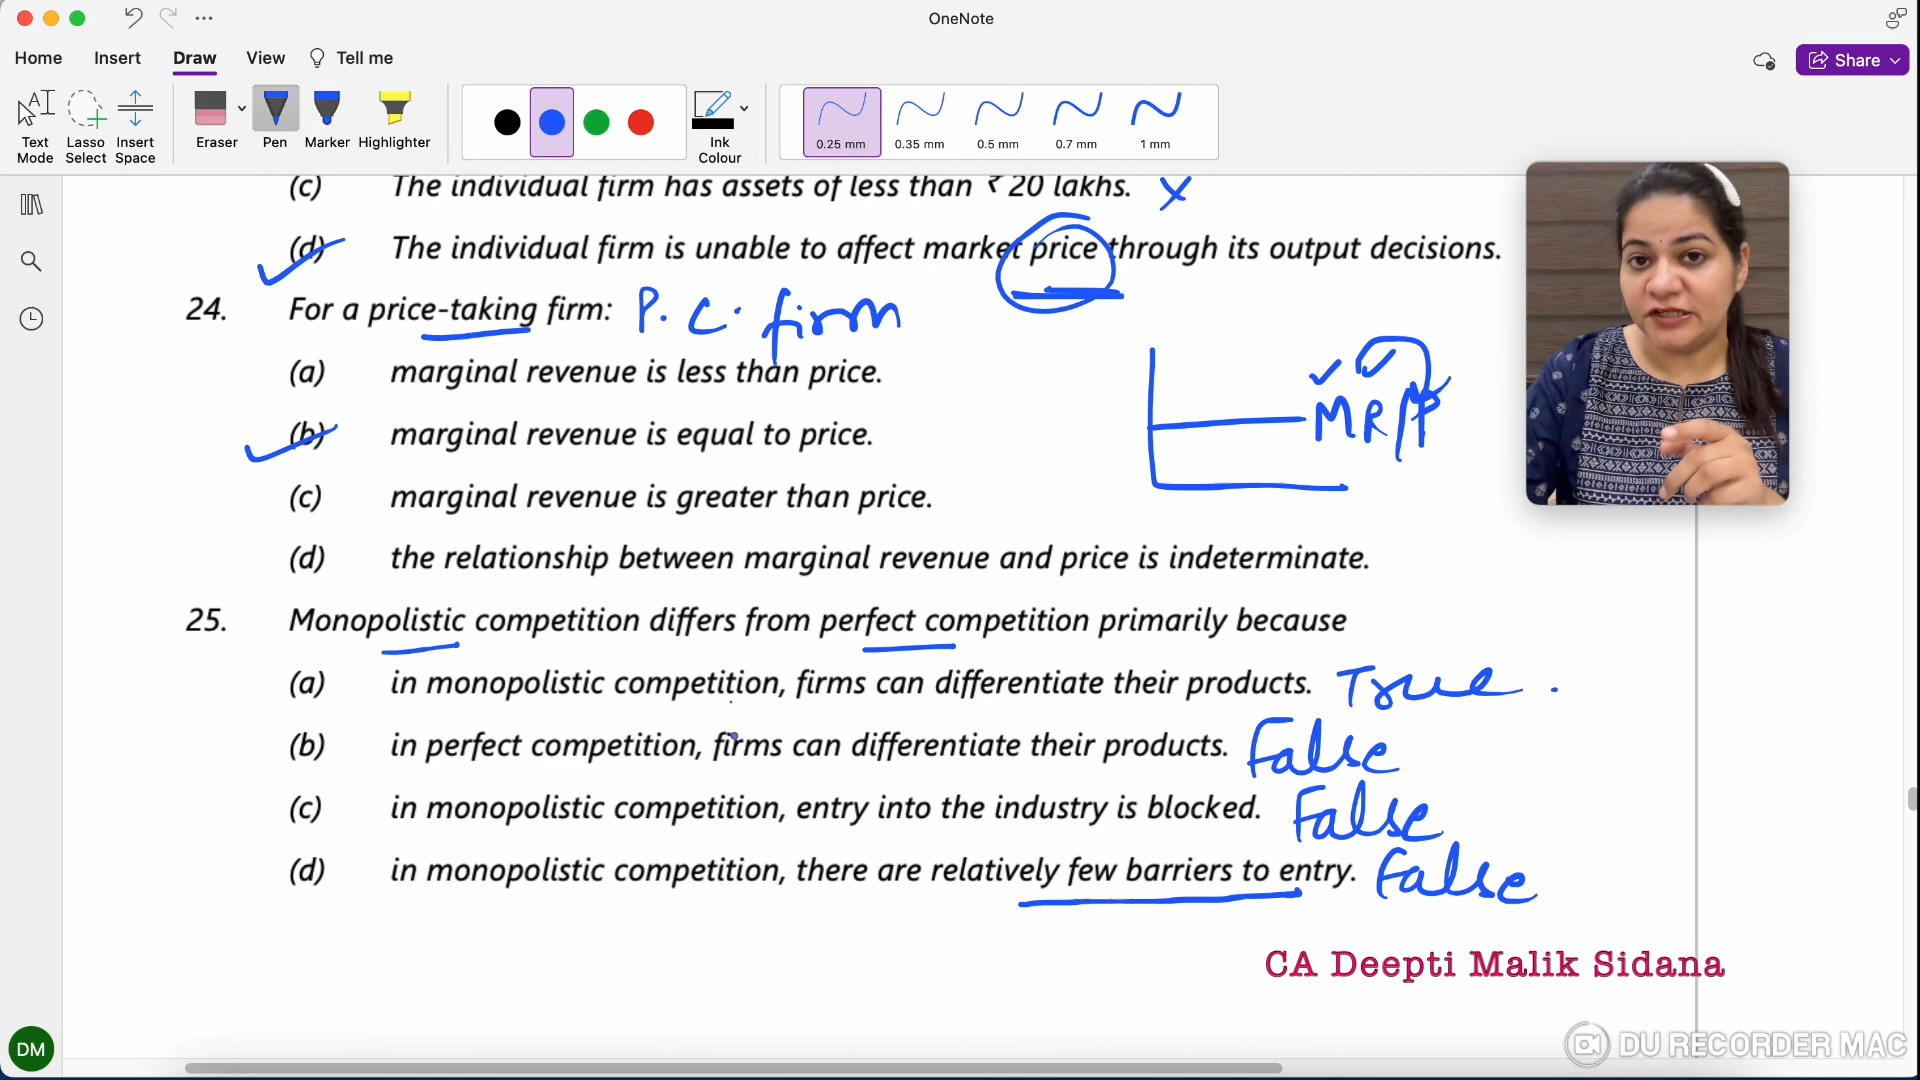 OneNote
Home Insert Draw View Tell me
Share
Text Mode Lasso Select Insert Space Eraser Pen Marker Highlighter Ink Colour 0.25 mm 0.35 mm 0.5 mm 0.7 mm 1 mm
(c) The individual firm has assets of less than ₹ 20 lakhs. X
(d) The individual firm is unable to affect market price through its output decisions.
24. For a price-taking firm: P. C. firm
(a) marginal revenue is less than price.
MR/P
(b) marginal revenue is equal to price.
(c) marginal revenue is greater than price.
(d) the relationship between marginal revenue and price is indeterminate.
25. Monopolistic competition differs from perfect competition primarily because
(a) in monopolistic competition, firms can differentiate their products. True.
(b) in perfect competition, firms can differentiate their products. False
(c) in monopolistic competition, entry into the industry is blocked. False
(d) in monopolistic competition, there are relatively few barriers to entry. False
CA Deepti Malik Sidana
DM
DU RECORDER MAC